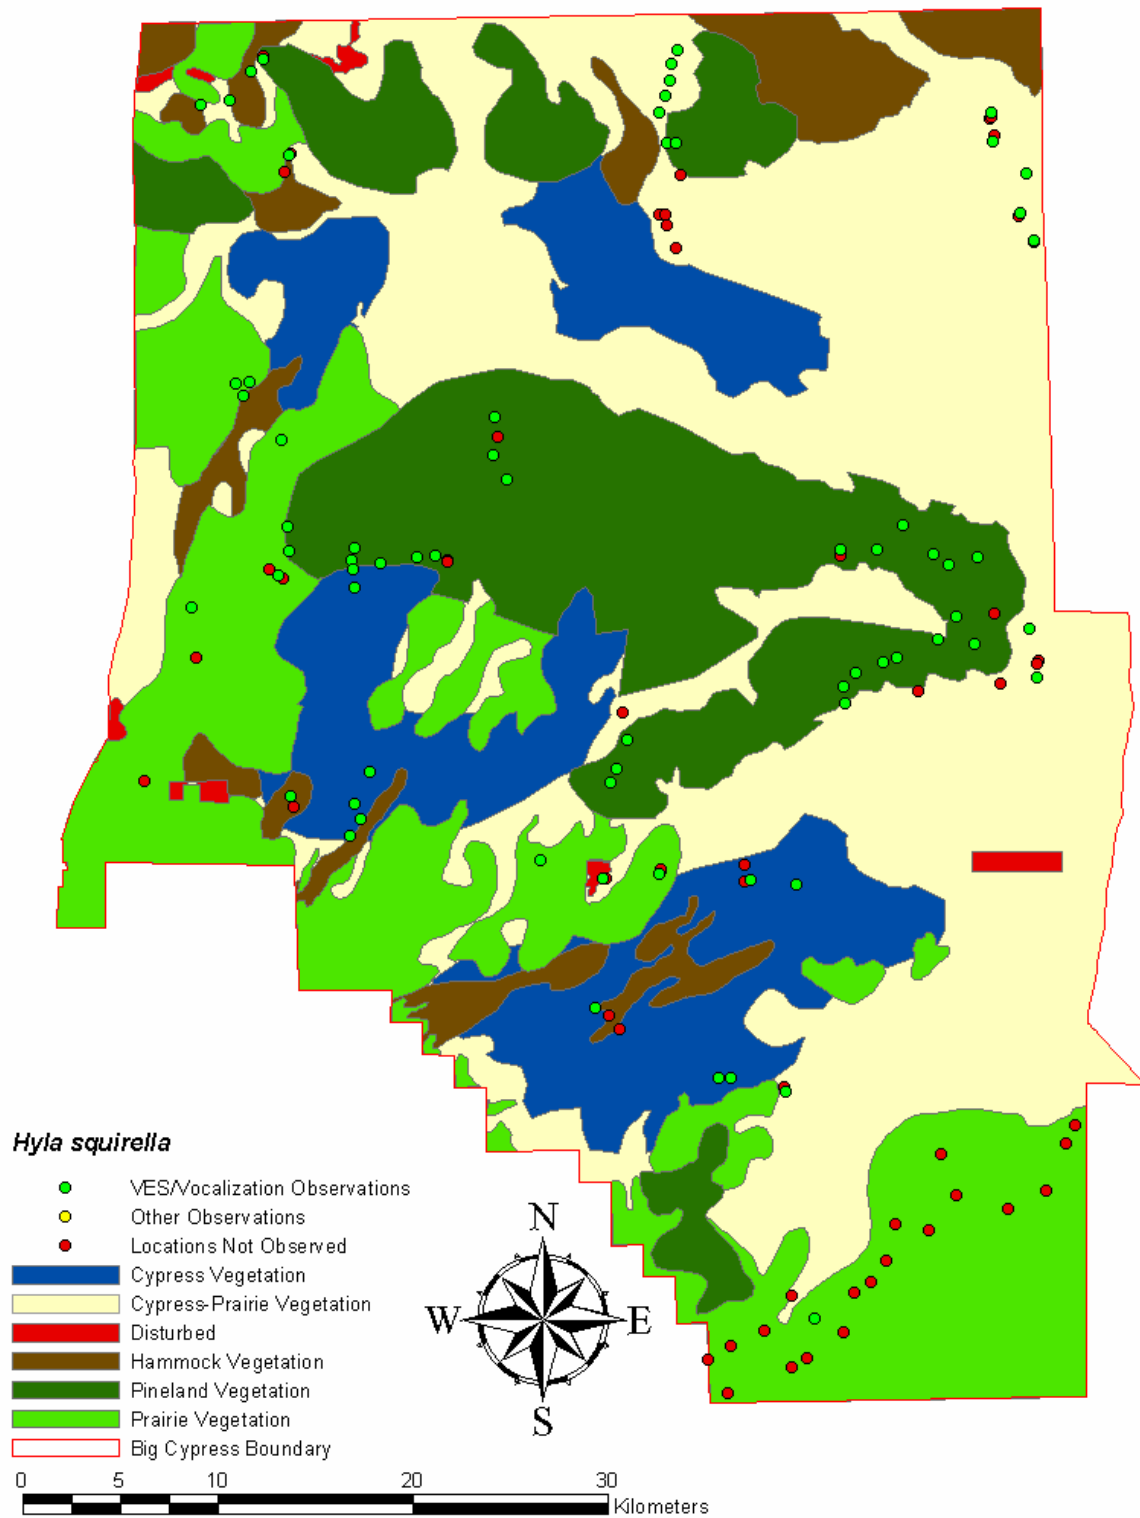 Hyla squirella
VES/Vocalization Observations
Other Observations
Locations Not Observed
Cypress Vegetation
Cypress-Prairie Vegetation
Disturbed
Hammock Vegetation
Pineland Vegetation
Prairie Vegetation
Big Cypress Boundary
N
W E
S
0 5 10 20 30
Kilometers